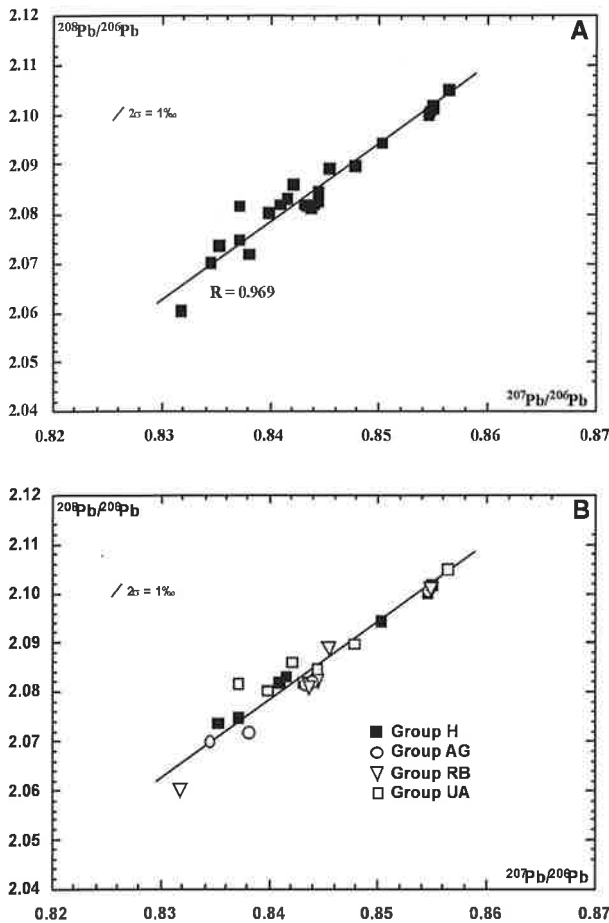 2.12
²⁰⁸Pb/²⁰⁶Pb
A
2.11
2σ = 1‰
2.10
2.09
2.08
2.07
R = 0.969
2.06
2.05
²⁰⁷Pb/²⁰⁶Pb
2.04
0.82 0.83 0.84 0.85 0.86 0.87
2.12
²⁰⁸Pb/²⁰⁶Pb
B
2.11
2σ = 1‰
2.10
2.09
2.08
Group H
Group AG
2.07
Group RB
Group UA
2.06
2.05
²⁰⁷Pb/²⁰⁶Pb
2.04
0.82 0.83 0.84 0.85 0.86 0.87